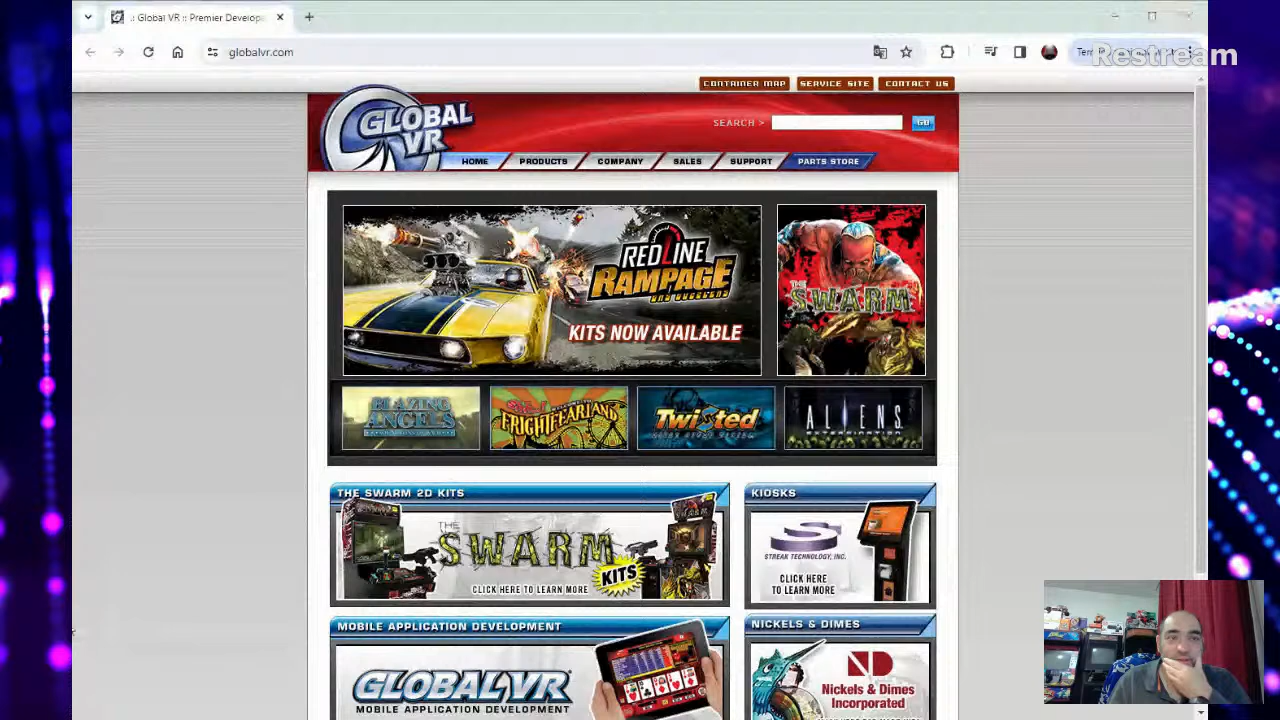 .: Global VR :: Premier Develope
globalvr.com
Restream
CONTAINER MAP
SERVICE SITE
CONTACT US
GLOBAL
VR
SEARCH >
GO
HOME
PRODUCTS
COMPANY
SALES
SUPPORT
PARTS STORE
REDLINE
RAMPAGE
KITS NOW AVAILABLE
THE
SWARM
BLAZING
ANGELS
FRIGHTFEARLAND
Twisted
ALIENS
EXTERMINATION
THE SWARM 2D KITS
THE
SWARM
KITS
CLICK HERE TO LEARN MORE
KIOSKS
STREAK TECHNOLOGY, INC.
CLICK HERE
TO LEARN MORE
MOBILE APPLICATION DEVELOPMENT
GLOBAL VR
MOBILE APPLICATION DEVELOPMENT
NICKELS & DIMES
ND
Nickels & Dimes
Incorporated